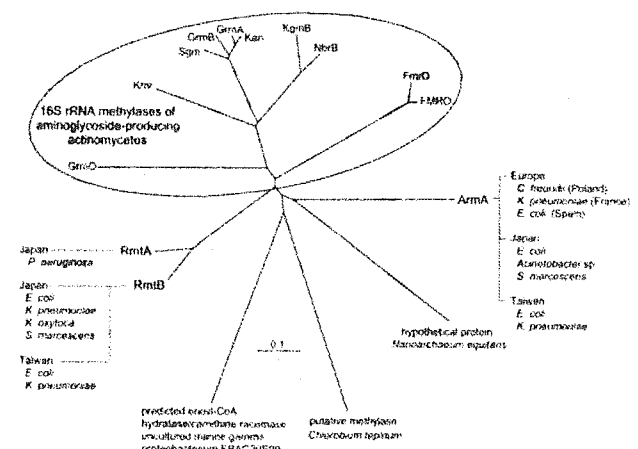 GrmA
GrmB
Kan
Sgm
KgmB
NbrB
Kmr
FmrO
FMRO
16S rRNA methylases of
aminoglycoside-producing
actinomycetes
GrmO
ArmA
Europe
C freundii (Poland)
K pneumoniae (France)
E coli (Spain)
Japan
E coli
Acinetobacter sp
S marcescens
Taiwan
E coli
K pneumoniae
Japan
P aeruginosa
RmtA
Japan
E coli
K pneumoniae
K oxytoca
S marcescens
RmtB
Taiwan
E coli
K pneumoniae
0.1
hypothetical protein
Nanoarchaeum equitans
predicted enoyl-CoA
hydratase/carnithine racemase
uncultured marine gamma
proteobacterium
putative methylase
Chlorobium tepidum